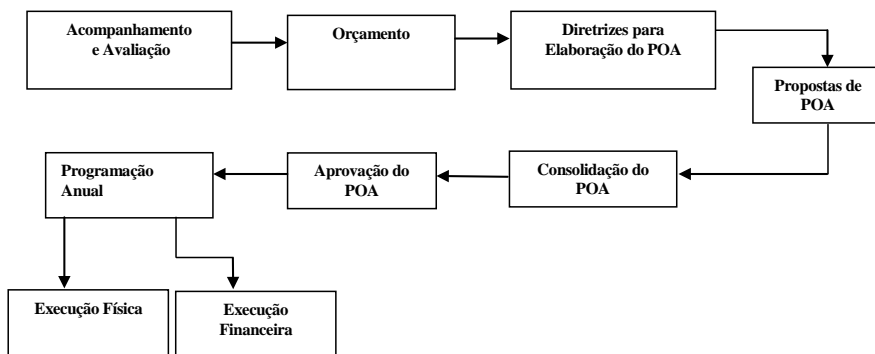 Acompanhamento
e Avaliação
Orçamento
Diretrizes para
Elaboração do POA
Propostas de
POA
Consolidação do
POA
Aprovação do
POA
Programação
Anual
Execução Física
Execução
Financeira